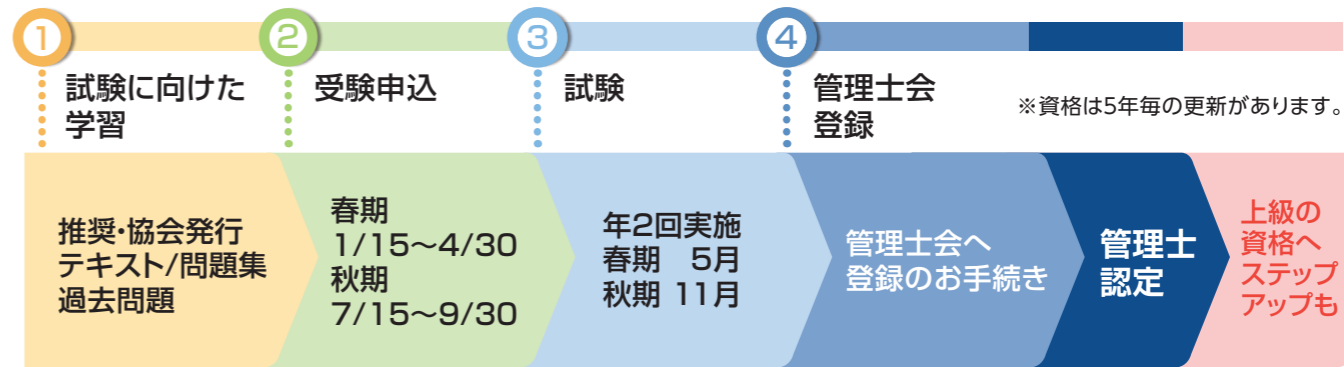 1
試験に向けた
学習
2
受験申込
3
試験
4
管理士会
登録
※資格は5年毎の更新があります。
推奨・協会発行
テキスト/問題集
過去問題
春期
1/15~4/30
秋期
7/15~9/30
年2回実施
春期 5月
秋期 11月
管理士会へ
登録のお手続き
管理士
認定
上級の
資格へ
ステップ
アップも